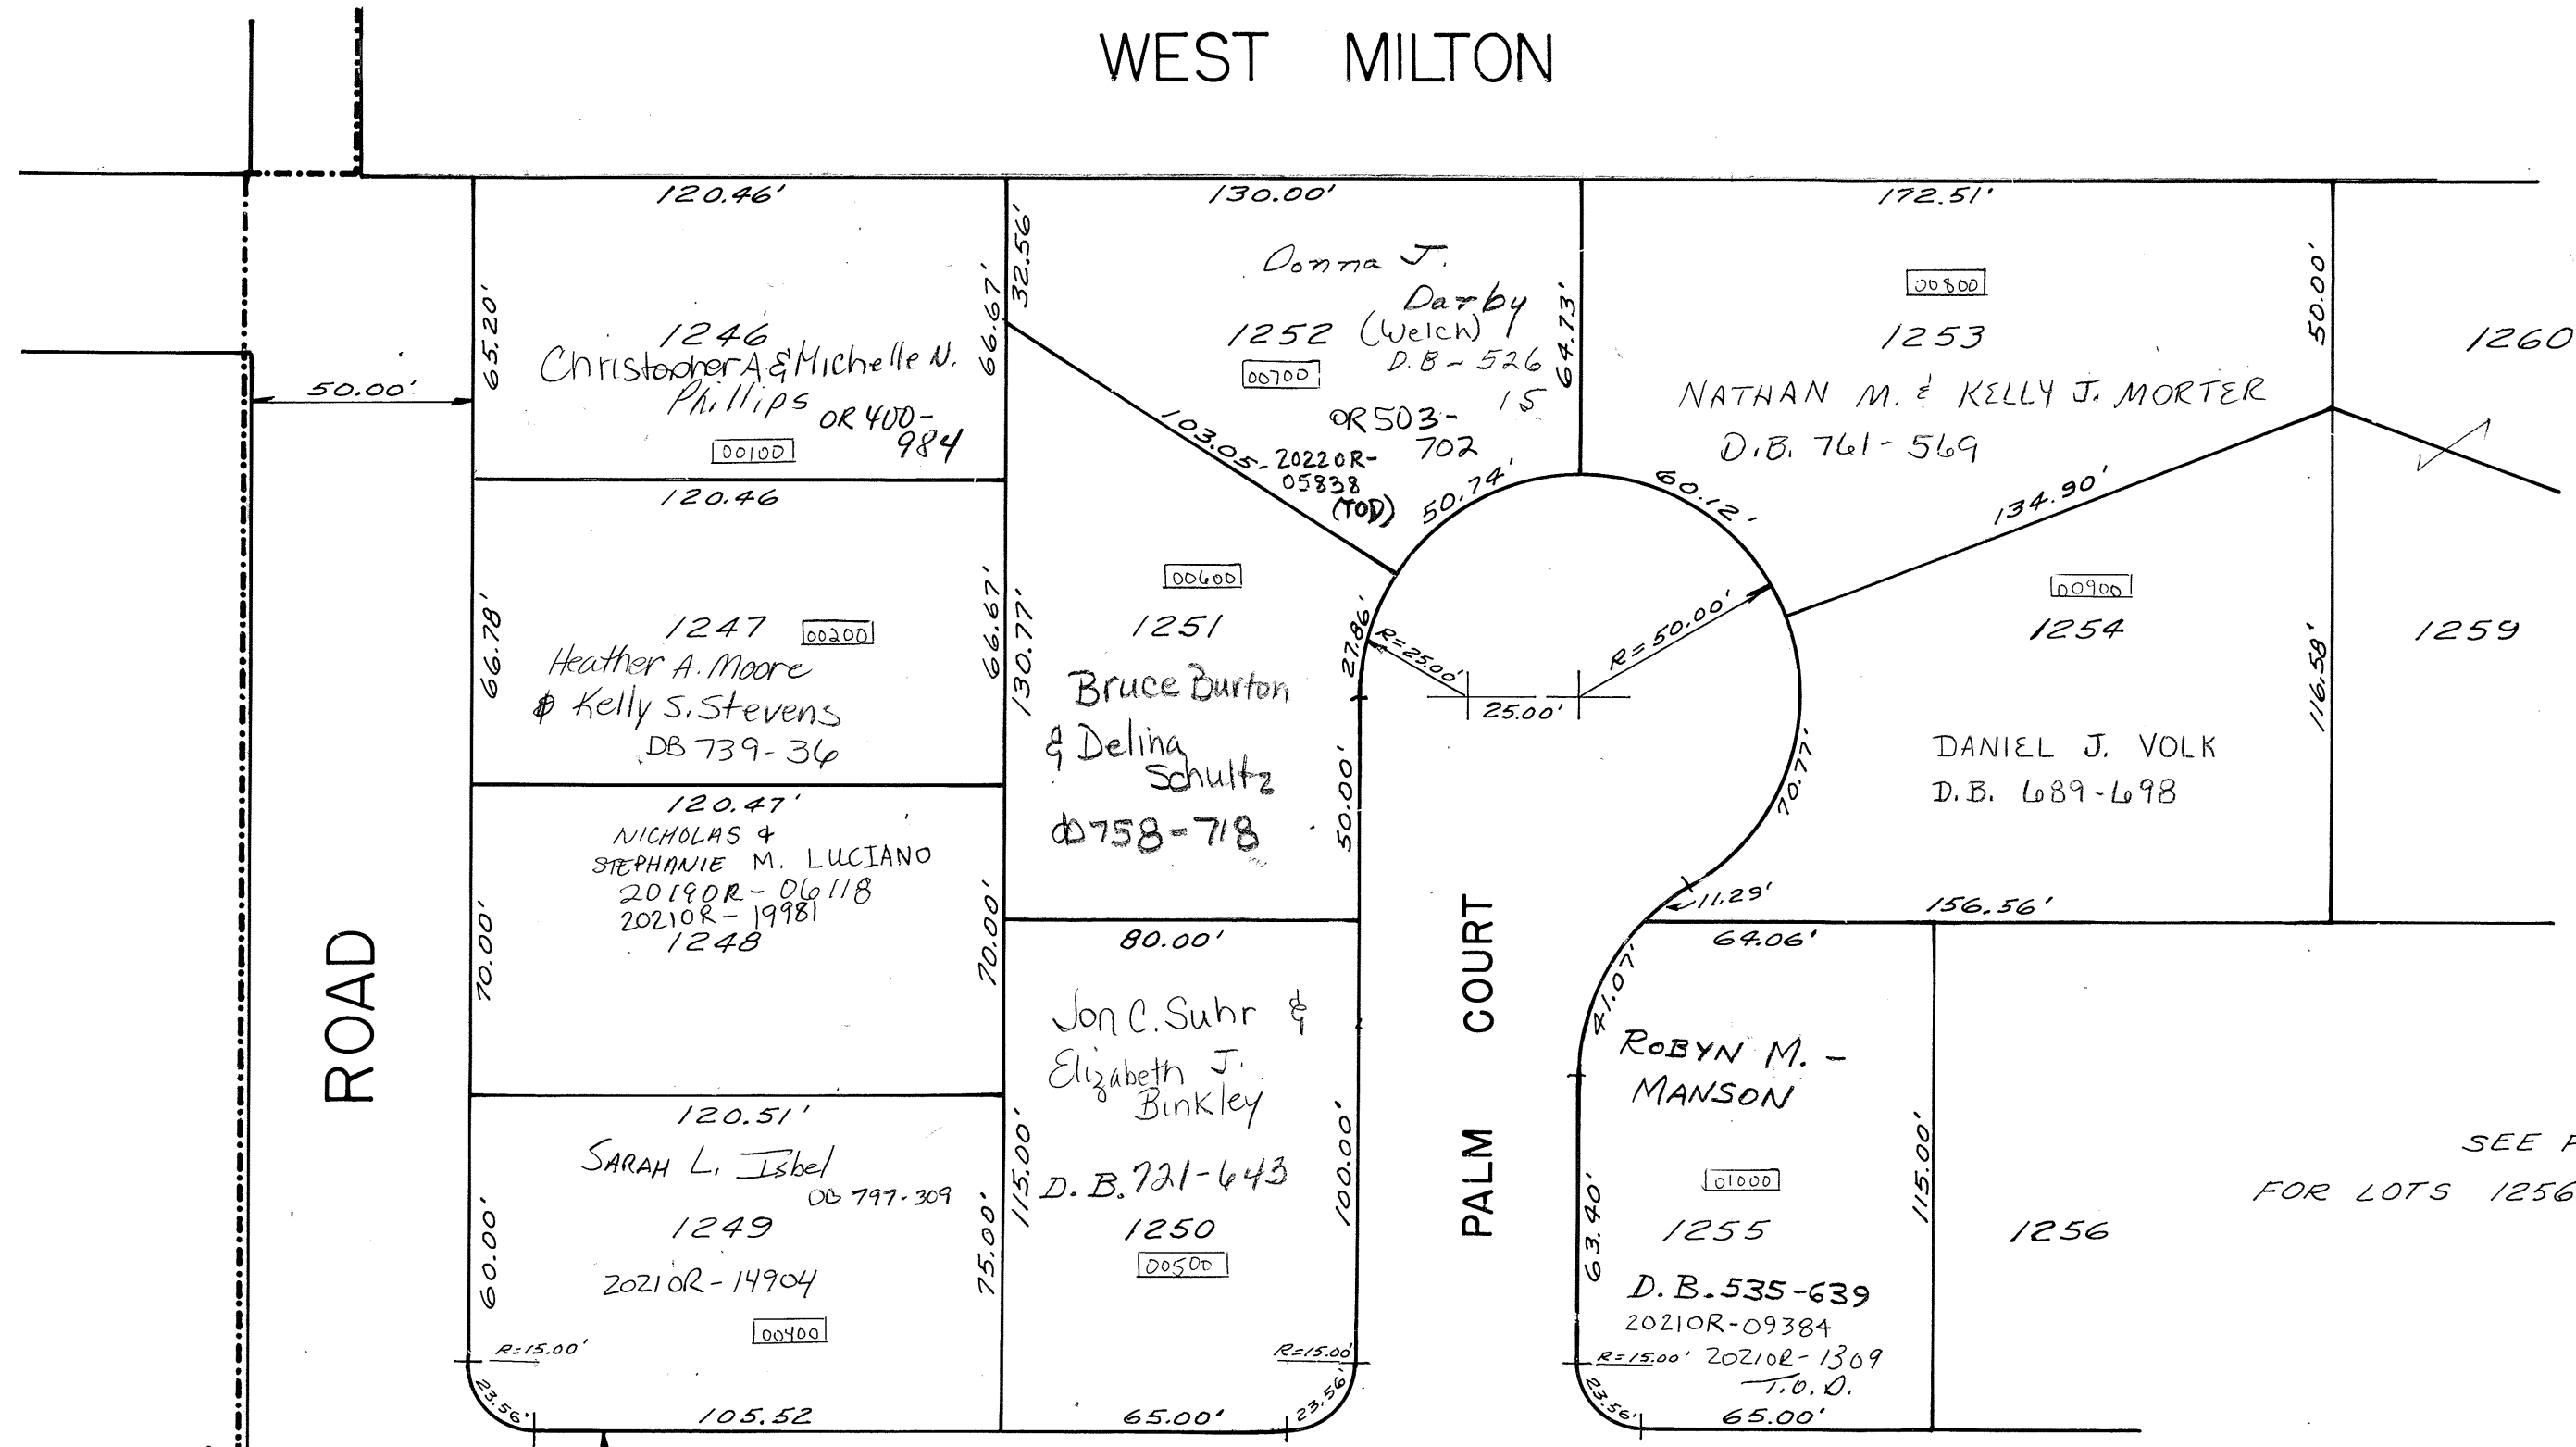 WEST MILTON
120.46'
130.00'
172.51'
65.20'
66.67'
32.56'
64.73'
50.00'
1246
Christopher A & Michelle N.
Phillips
OR 400-
984
00100
50.00'
Donna J.
Darby
(Welch)
1252
D.B - 526
15
00700
OR 503-
702
20220R-
05838
(TOD)
103.05
50.74'
00800
1253
NATHAN M. & KELLY J. MORTER
D.B. 761-569
60.12'
134.90'
1260
120.46
66.78'
66.67'
130.77'
1247
00200
Heather A. Moore
& Kelly S. Stevens
DB 739-36
00600
1251
Bruce Burton
& Delina
Schultz
DB 758-718
27.86'
R=25.00'
25.00'
R=50.00'
50.00'
70.77'
11.29'
00900
1254
DANIEL J. VOLK
D.B. 689-698
116.58'
156.56'
1259
120.47'
NICHOLAS &
STEPHANIE M. LUCIANO
20190R-06118
20210R-19981
1248
70.00'
70.00'
ROAD
120.51'
SARAH L. Isbel
DB 797-309
1249
20210R-14904
00400
60.00'
75.00'
R=15.00'
23.56'
105.52
80.00'
Jon C. Suhr &
Elizabeth J.
Binkley
D.B. 721-643
1250
00500
115.00'
100.00'
R=15.00'
23.56'
65.00'
PALM COURT
64.06'
41.07'
ROBYN M. -
MANSON
01000
1255
D.B. 535-639
20210R-09384
20210R-1309
T.O.D.
63.40'
115.00'
R=15.00'
23.56'
65.00'
1256
SEE
FOR LOTS 1256